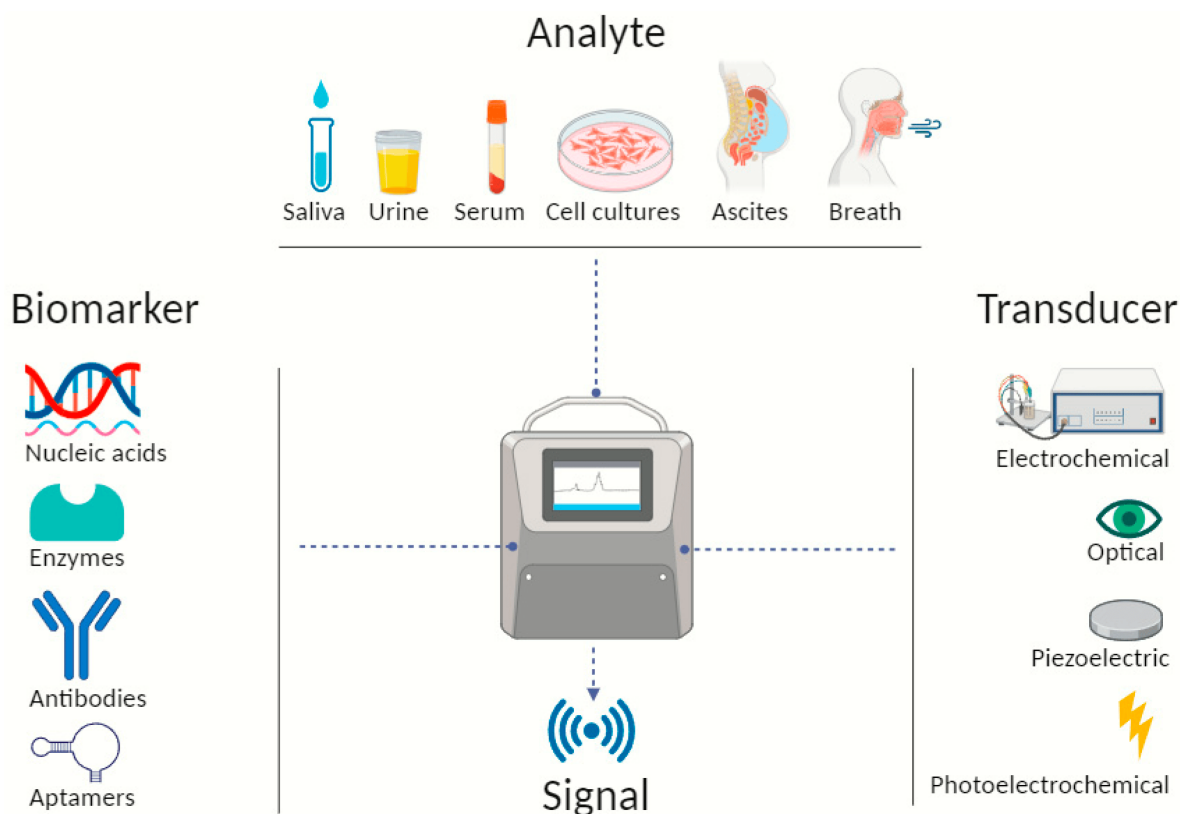 Analyte
Saliva Urine Serum Cell cultures Ascites Breath
Biomarker
Nucleic acids
Enzymes
Antibodies
Aptamers
Transducer
Electrochemical
Optical
Piezoelectric
Photoelectrochemical
Signal